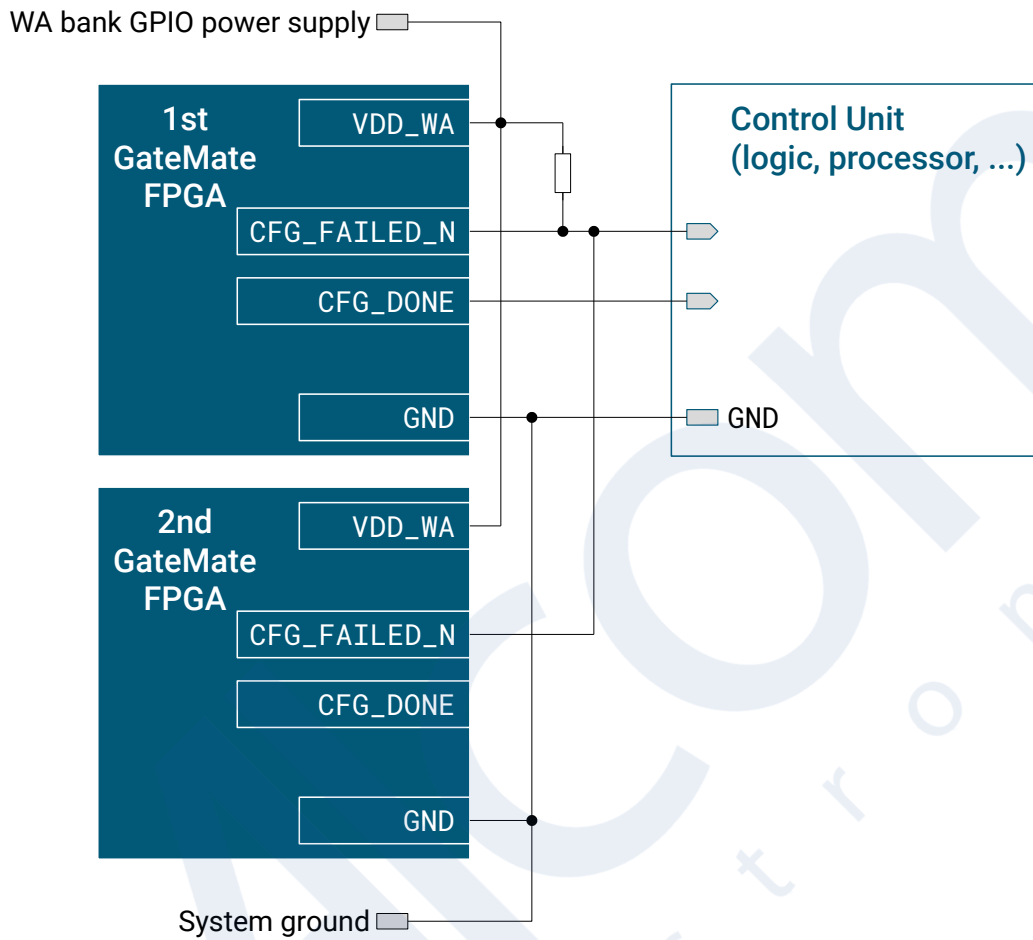 WA bank GPIO power supply
1st
GateMate
FPGA
VDD_WA
CFG_FAILED_N
CFG_DONE
GND
Control Unit
(logic, processor, ...)
GND
2nd
GateMate
FPGA
VDD_WA
CFG_FAILED_N
CFG_DONE
GND
System ground